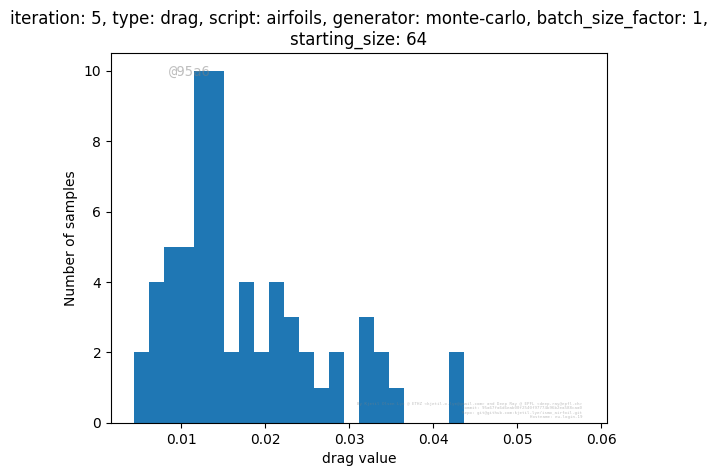 iteration: 5, type: drag, script: airfoils, generator: monte-carlo, batch_size_factor: 1,
starting_size: 64
@95a6
10
8
6
4
2
0
Number of samples
0.01 0.02 0.03 0.04 0.05 0.06
drag value